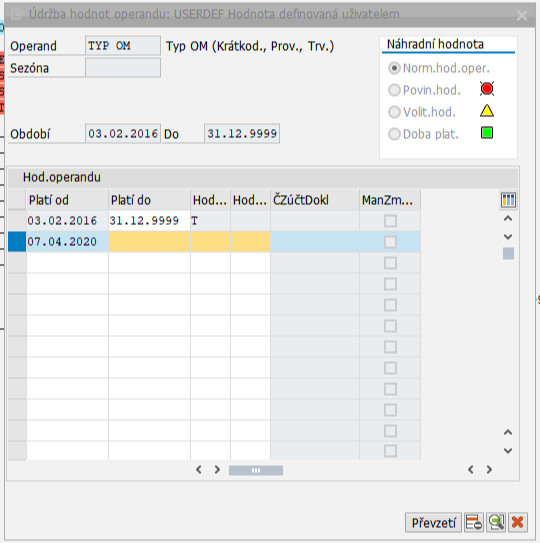 Údržba hodnot operandu: USERDEF Hodnota definovaná uživatelem
Operand TYP OM Typ OM (Krátkod., Prov., Trv.)
Sezóna
Období 03.02.2016 Do 31.12.9999
Náhradní hodnota
Norm.hod.oper.
Povin.hod.
Volit.hod.
Doba plat.
Hod.operandu
Platí od Platí do Hod... Hod... ČZúčtDokl ManZm...
03.02.2016 31.12.9999 T
07.04.2020
Převzetí